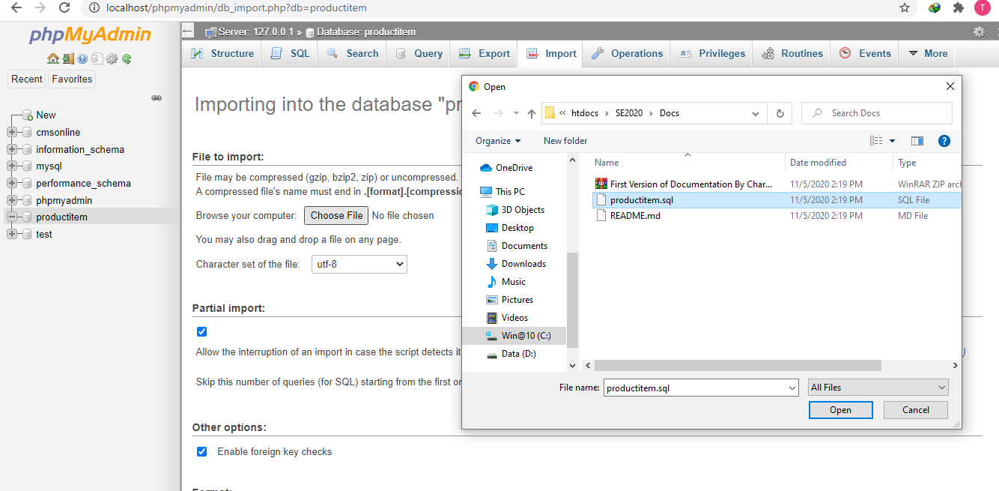 localhost/phpmyadmin/db_import.php?db=productitem
T
phpMyAdmin
Recent Favorites
New
cmsonline
information_schema
mysql
performance_schema
phpmyadmin
productitem
test
Server: 127.0.0.1 » Database: productitem
Structure SQL Search Query Export Import Operations Privileges Routines Events More
Importing into the database "pr
File to import:
File may be compressed (gzip, bzip2, zip) or uncompressed.
A compressed file's name must end in .[format].[compressio
Browse your computer: Choose File No file chosen
You may also drag and drop a file on any page.
Character set of the file: utf-8
Partial import:
Allow the interruption of an import in case the script detects it
)
Skip this number of queries (for SQL) starting from the first or
Other options:
Enable foreign key checks
Format:
Open
« htdocs › SE2020 › Docs
Search Docs
Organize New folder
OneDrive
This PC
3D Objects
Desktop
Documents
Downloads
Music
Pictures
Videos
Win@10 (C:)
Data (D:)
Name Date modified Type
First Version of Documentation By Char... 11/5/2020 2:19 PM WinRAR ZIP arch
productitem.sql 11/5/2020 2:19 PM SQL File
README.md 11/5/2020 2:19 PM MD File
File name: productitem.sql All Files
Open Cancel